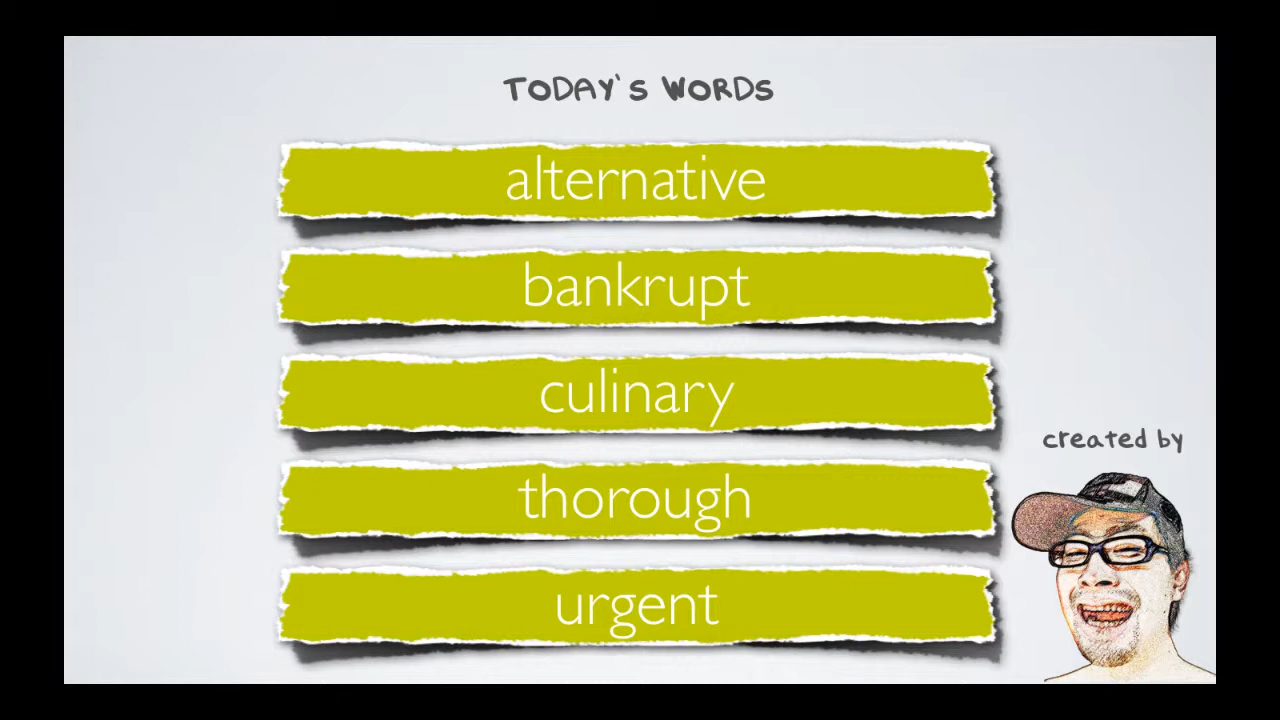 TODAY'S WORDS
alternative
bankrupt
culinary
thorough
urgent
created by